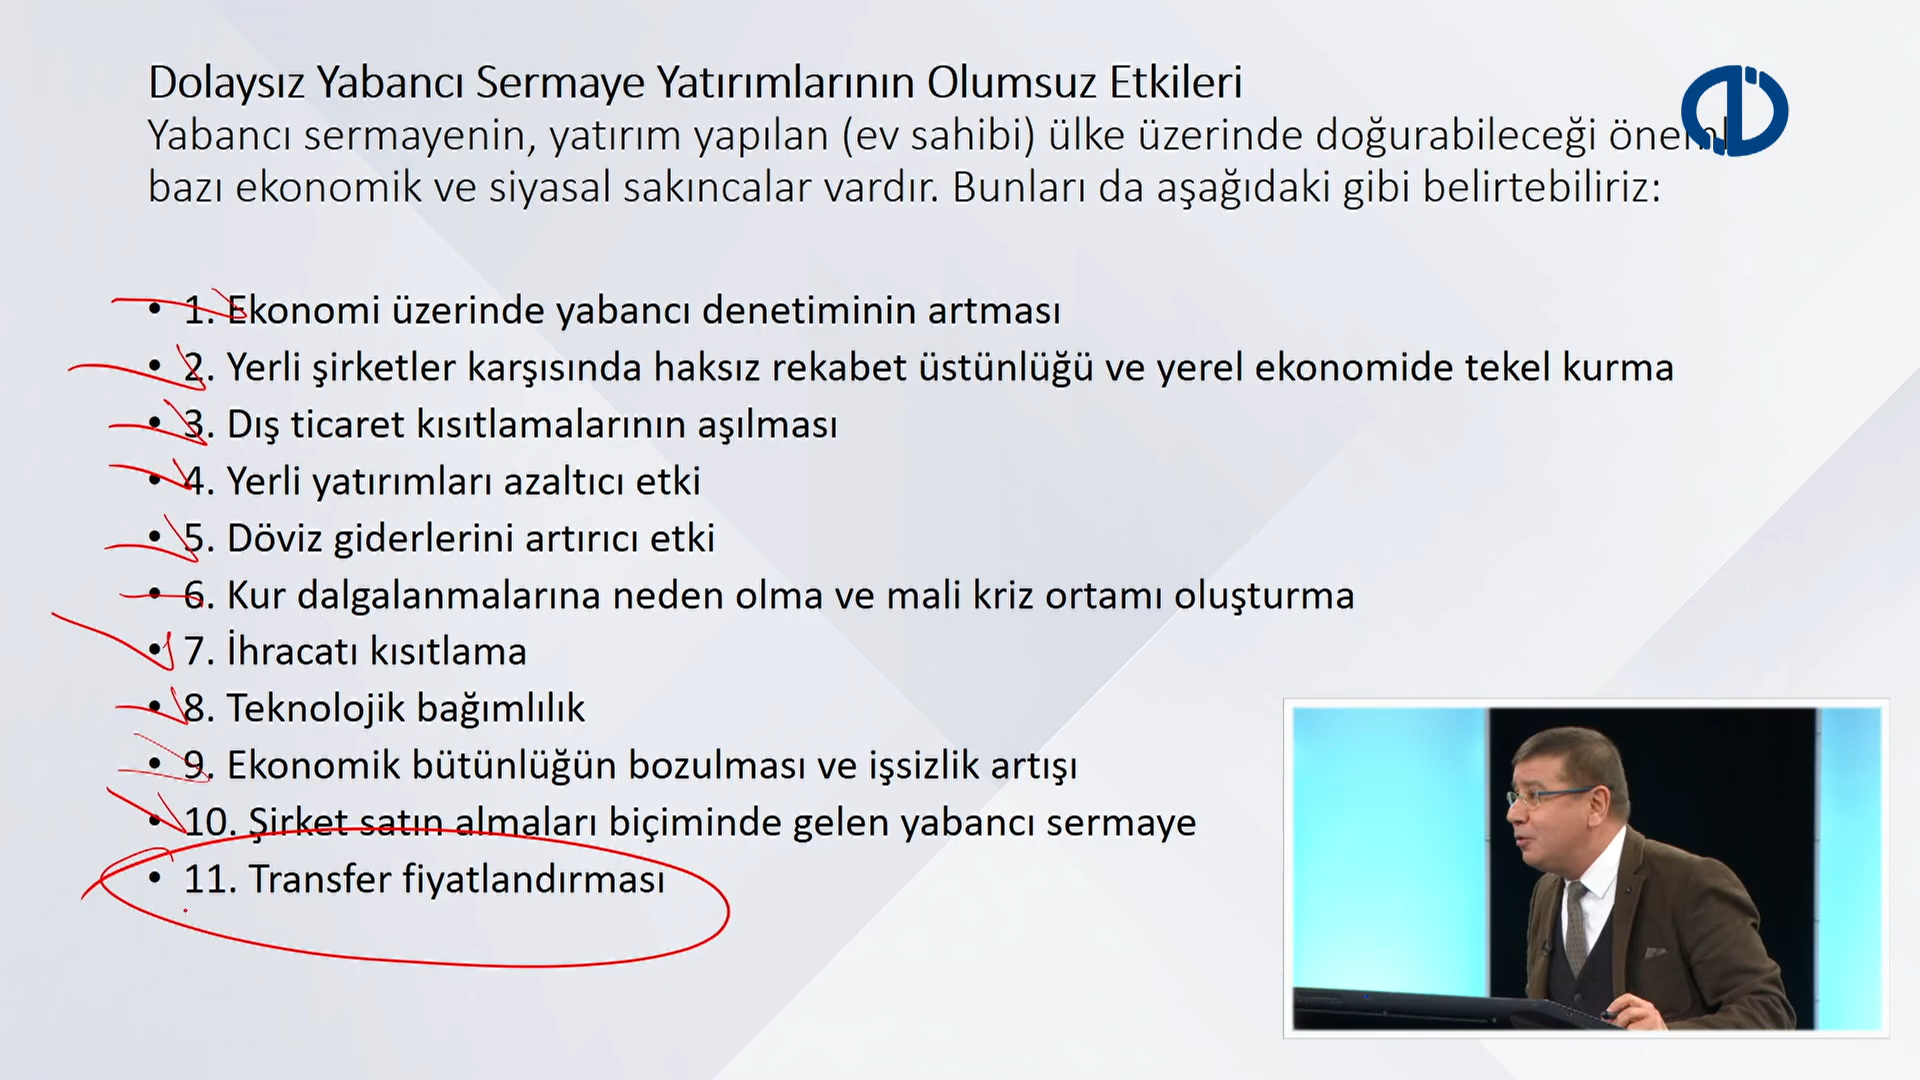 Dolaysız Yabancı Sermaye Yatırımlarının Olumsuz Etkileri
Yabancı sermayenin, yatırım yapılan (ev sahibi) ülke üzerinde doğurabileceği
bazı ekonomik ve siyasal sakıncalar vardır. Bunları da aşağıdaki gibi belirtebiliriz:
• 1. Ekonomi üzerinde yabancı denetiminin artması
• 2. Yerli şirketler karşısında haksız rekabet üstünlüğü ve yerel ekonomide tekel kurma
• 3. Dış ticaret kısıtlamalarının aşılması
• 4. Yerli yatırımları azaltıcı etki
• 5. Döviz giderlerini artırıcı etki
• 6. Kur dalgalanmalarına neden olma ve mali kriz ortamı oluşturma
• 7. İhracatı kısıtlama
• 8. Teknolojik bağımlılık
• 9. Ekonomik bütünlüğün bozulması ve işsizlik artışı
• 10. Şirket satın almaları biçiminde gelen yabancı sermaye
• 11. Transfer fiyatlandırması